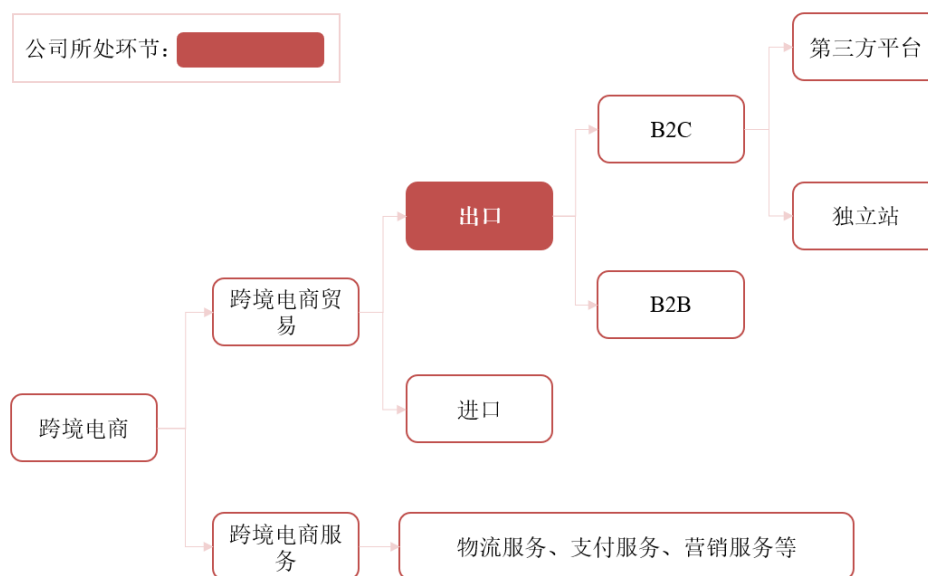 公司所处环节：
第三方平台
B2C
独立站
出口
跨境电商贸
易
B2B
进口
跨境电商
跨境电商服
务
物流服务、支付服务、营销服务等